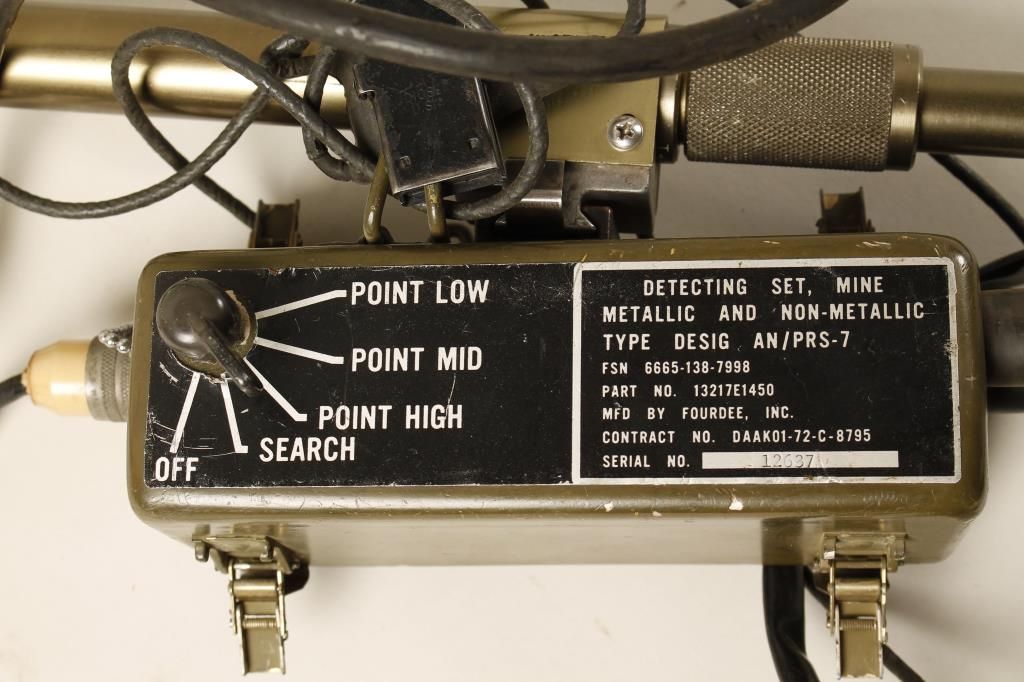 POINT LOW
POINT MID
POINT HIGH
SEARCH
OFF
DETECTING SET, MINE
METALLIC AND NON-METALLIC
TYPE DESIG AN/PRS-7
FSN 6665-138-7998
PART NO. 13217E1450
MFD BY FOURDEE, INC.
CONTRACT NO. DAAK01-72-C-8795
SERIAL NO. 12637